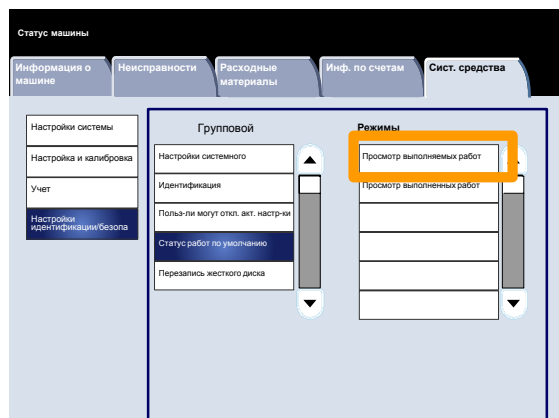 Статус машины
Информация о
машине
Неисправности
Расходные
материалы
Инф. по счетам
Сист. средства
Настройки системы
Настройка и калибровка
Учет
Настройки
идентификации/безопа
Групповой
Настройки системного
Идентификация
Польз-ли могут откл. акт. настр-ки
Статус работ по умолчанию
Перезапись жесткого диска
Режимы
Просмотр выполняемых работ
Просмотр выполненных работ